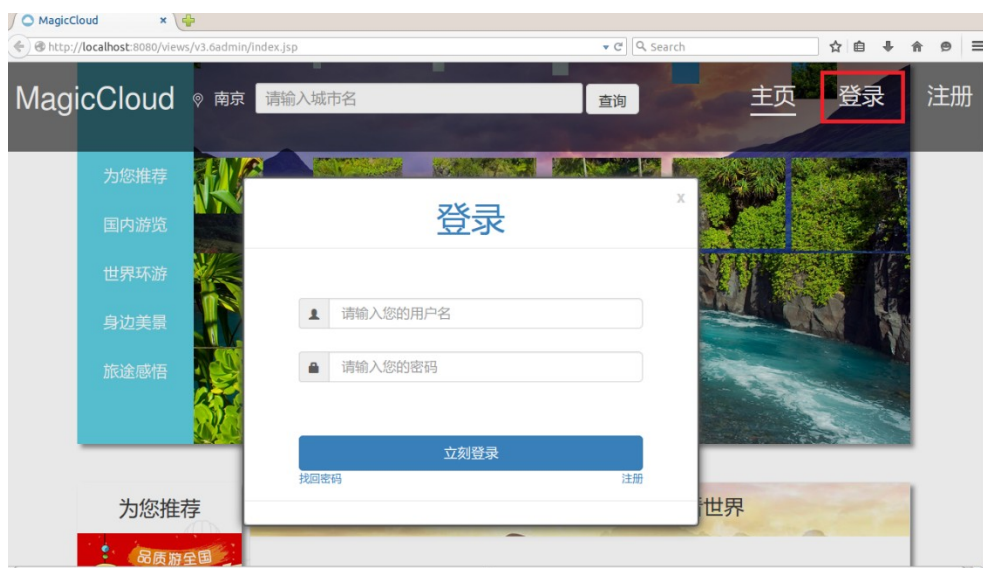 MagicCloud
http://localhost:8080/views/v3.6admin/index.jsp
Search
MagicCloud 南京 请输入城市名 查询 主页 登录 注册
为您推荐
国内游览
世界环游
身边美景
旅途感悟
x
登录
请输入您的用户名
请输入您的密码
立刻登录
找回密码 注册
为您推荐
世界
品质游全国